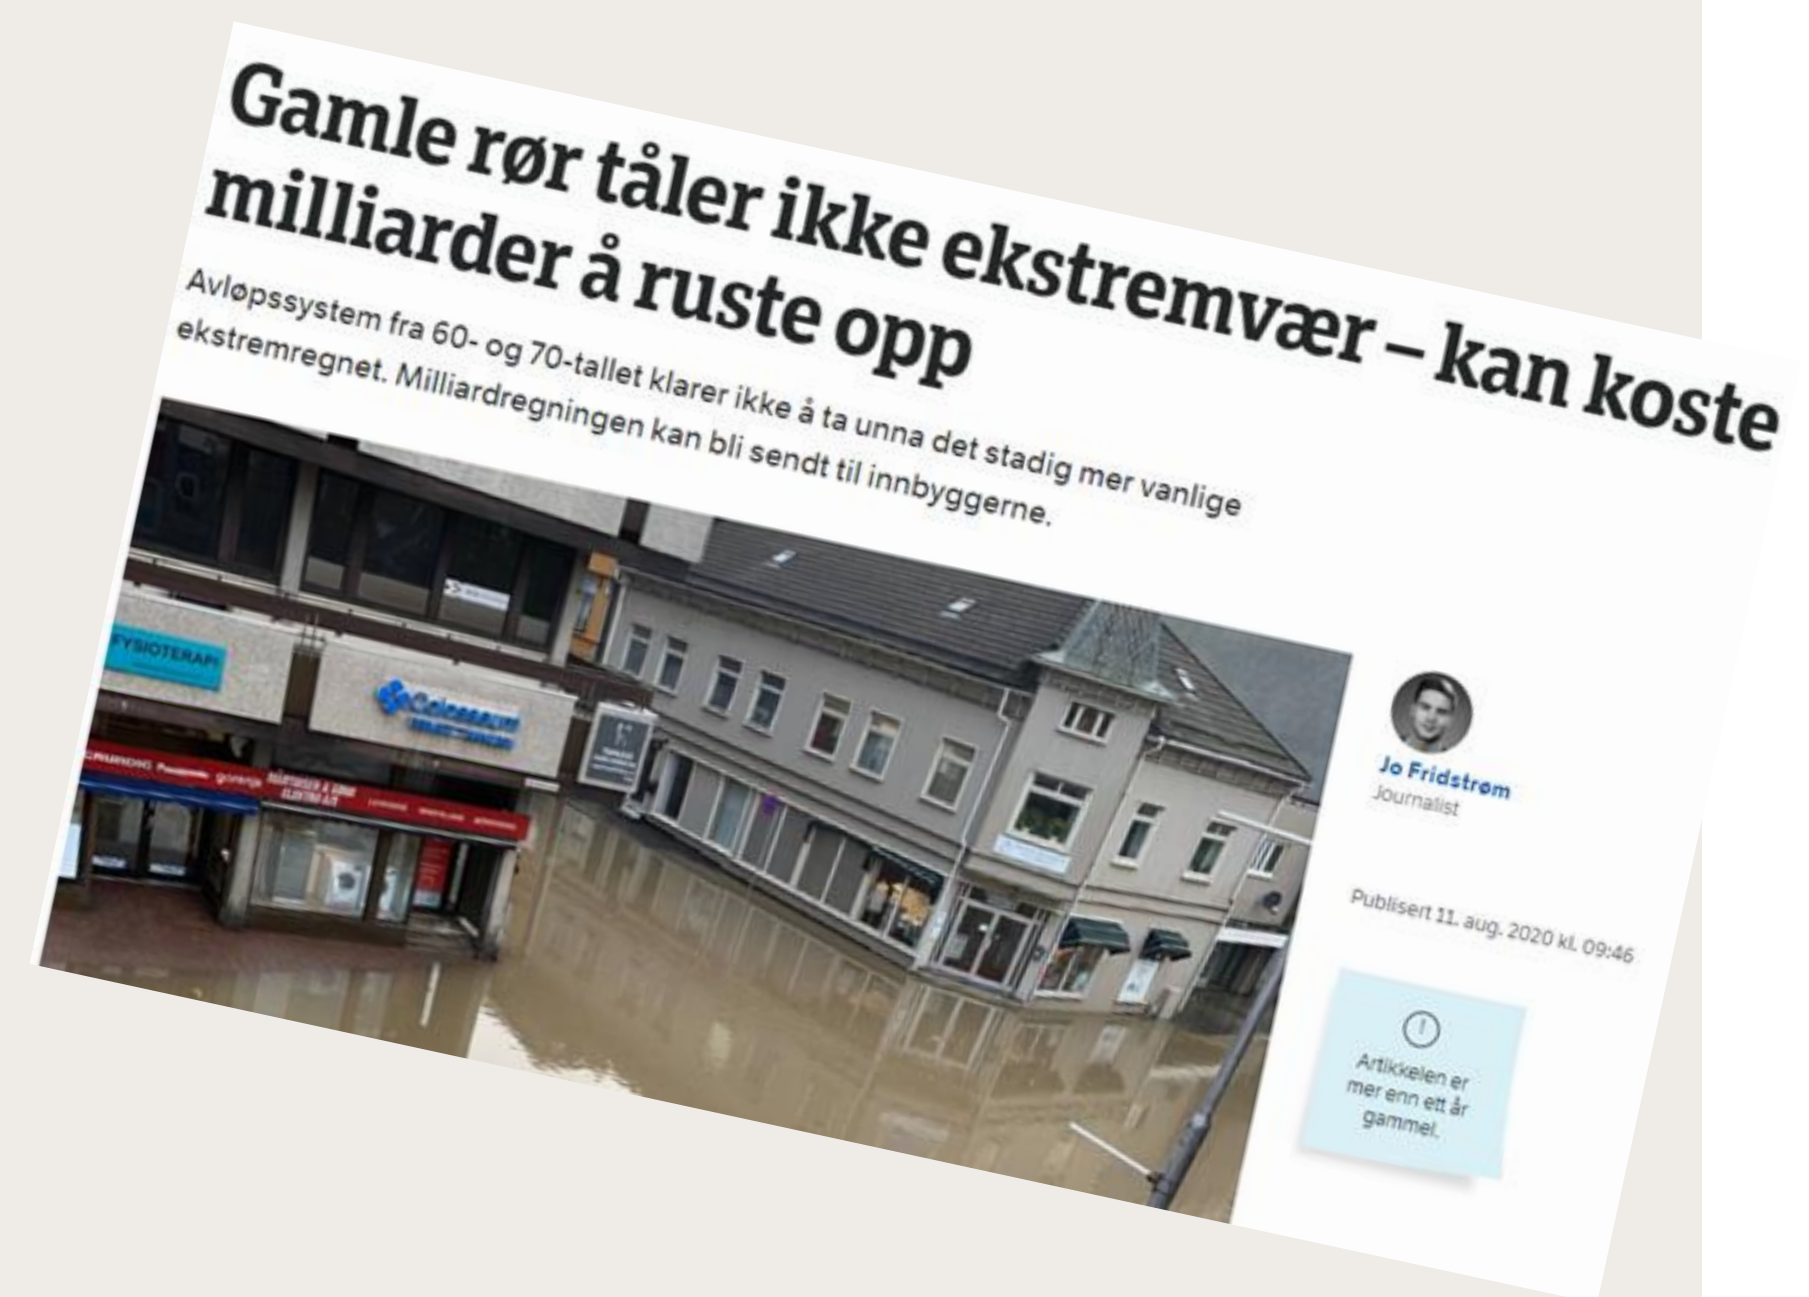 Gamle rør tåler ikke ekstremvær – kan koste
milliarder å ruste opp
Avløpssystem fra 60- og 70-tallet klarer ikke å ta unna det stadig mer vanlige
ekstremregnet. Milliardregningen kan bli sendt til innbyggerne.
FYSIOTERAPI
Colosseum
gorenje
Jo Fridstrøm
Journalist
Publisert 11. aug. 2020 kl. 09:46
Artikkelen er
mer enn ett år
gammel.